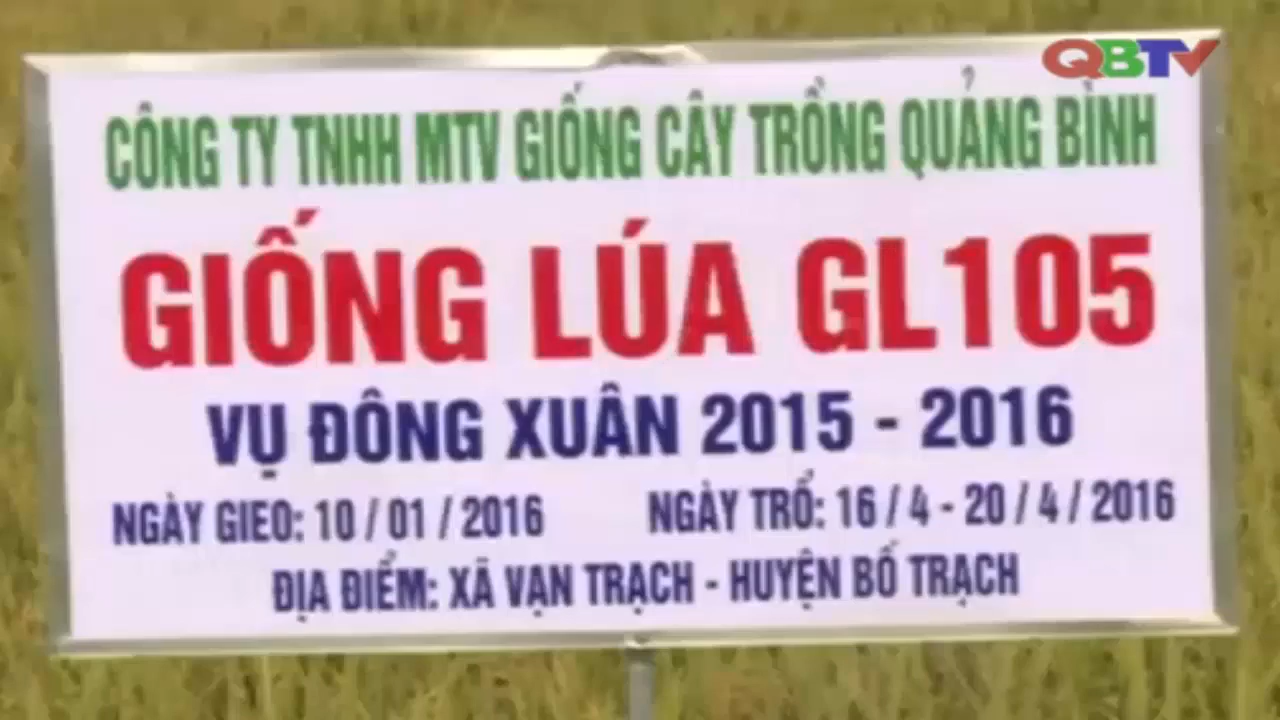 QBTV
CÔNG TY TNHH MTV GIỐNG CÂY TRỒNG QUẢNG BÌNH
GIỐNG LÚA GL105
VỤ ĐÔNG XUÂN 2015 - 2016
NGÀY GIEO: 10 / 01 / 2016 NGÀY TRỔ: 16 / 4 - 20 / 4 / 2016
ĐỊA ĐIỂM: XÃ VẠN TRẠCH - HUYỆN BỐ TRẠCH